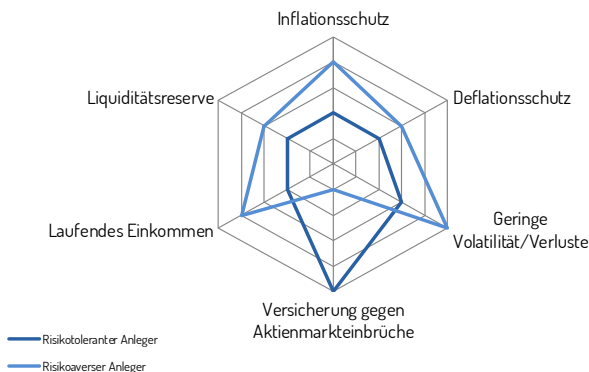 Inflationsschutz
Liquiditätsreserve
Deflationsschutz
Laufendes Einkommen
Geringe
Volatilität/Verluste
Versicherung gegen
Aktienmarkteinbrüche
Risikotoleranter Anleger
Risikoaverser Anleger